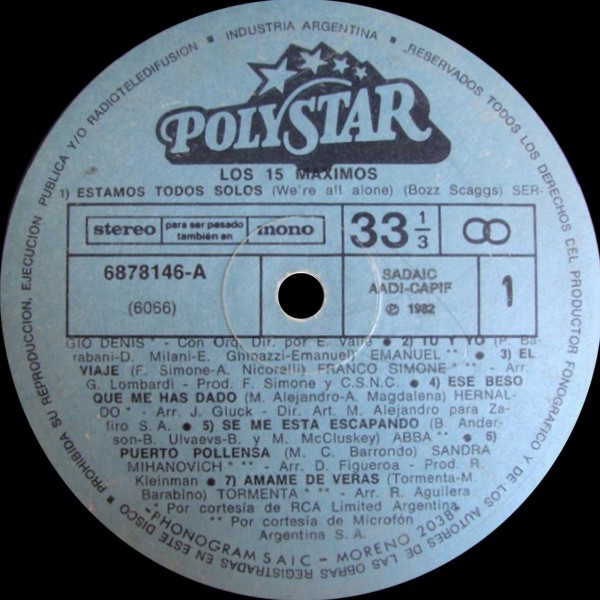 PROHIBIDA SU REPRODUCCION, EJECUCION PUBLICA Y/O RADIOTELEDIFUSION ▪ INDUSTRIA ARGENTINA ▪ RESERVADOS TODOS LOS DERECHOS DEL PRODUCTOR FONOGRAFICO Y DE LOS AUTORES DE LAS OBRAS REGISTRADAS EN ESTE DISCO ▪
POLYSTAR
LOS 15 MAXIMOS
1) ESTAMOS TODOS SOLOS (We're all alone) (Bozz Scaggs) SER-
stereo para ser pasado también en mono 33 1/3
6878146-A
(6066)
SADAIC
AADI-CAPIF
℗ 1982
1
GIO DENIS* - Con Orq. Dir. por E. Valle ● 2) TU Y YO (P. Ba-
rabani-D. Milani-E. Ghinazzi-Emanuel) EMANUEL ** ● 3) EL
VIAJE (F. Simone-A. Nicorelli) FRANCO SIMONE ** - Arr.
G. Lombardi - Prod. F. Simone y C.S.N.C. ● 4) ESE BESO
QUE ME HAS DADO (M. Alejandro-A. Magdalena) HERNAL-
DO * - Arr. J. Gluck - Dir. Art. M. Alejandro para Za-
firo S.A. ● 5) SE ME ESTA ESCAPANDO (B. Ander-
son-B. Ulvaevs-B. y M. McCluskey) ABBA ** ● 6)
PUERTO POLLENSA (M. C. Barrondo) SANDRA
MIHANOVICH ** - Arr. D. Figueroa - Prod. R.
Kleinman ● 7) AMAME DE VERAS (Tormenta-M.
Barabino) TORMENTA * - Arr. R. Aguilera
* Por cortesía de RCA Limited Argentina
** Por cortesía de Microfón
Argentina S. A.
-PHONOGRAM SAIC - MORENO 2038-